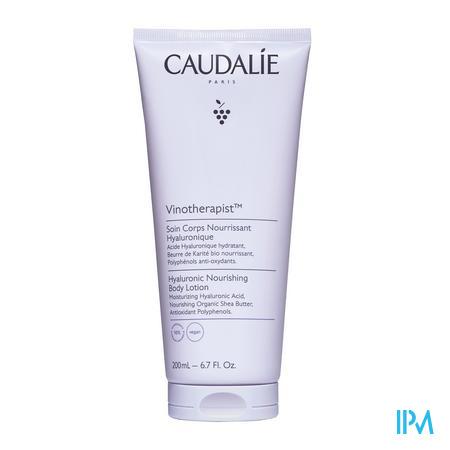 CAUDALÍE
PARIS
Vinotherapist™
Soin Corps Nourrissant
Hyaluronique
Acide Hyaluronique hydratant,
Beurre de Karité bio nourrissant,
Polyphénols anti-oxydants.
Hyaluronic Nourishing
Body Lotion
Moisturizing Hyaluronic Acid,
Nourishing Organic Shea Butter,
Antioxidant Polyphenols.
vegan
200mL – 6.7 Fl. Oz.
IPM